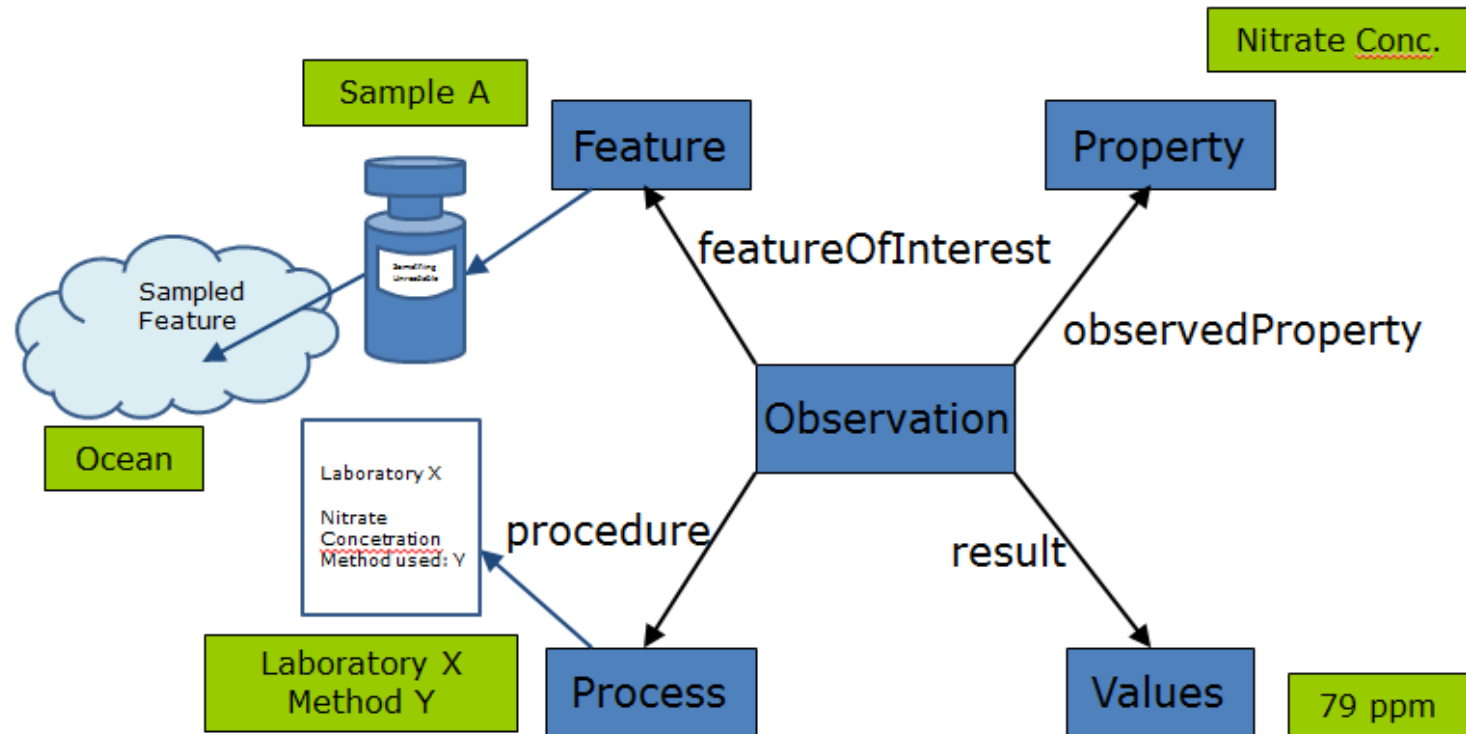 Nitrate Conc.
Sample A
Feature
Property
featureOfInterest
Sampled
Feature
observedProperty
Observation
Ocean
Laboratory X
Nitrate
Concetration
Method used: Y
procedure
result
Laboratory X
Method Y
Process
Values
79 ppm